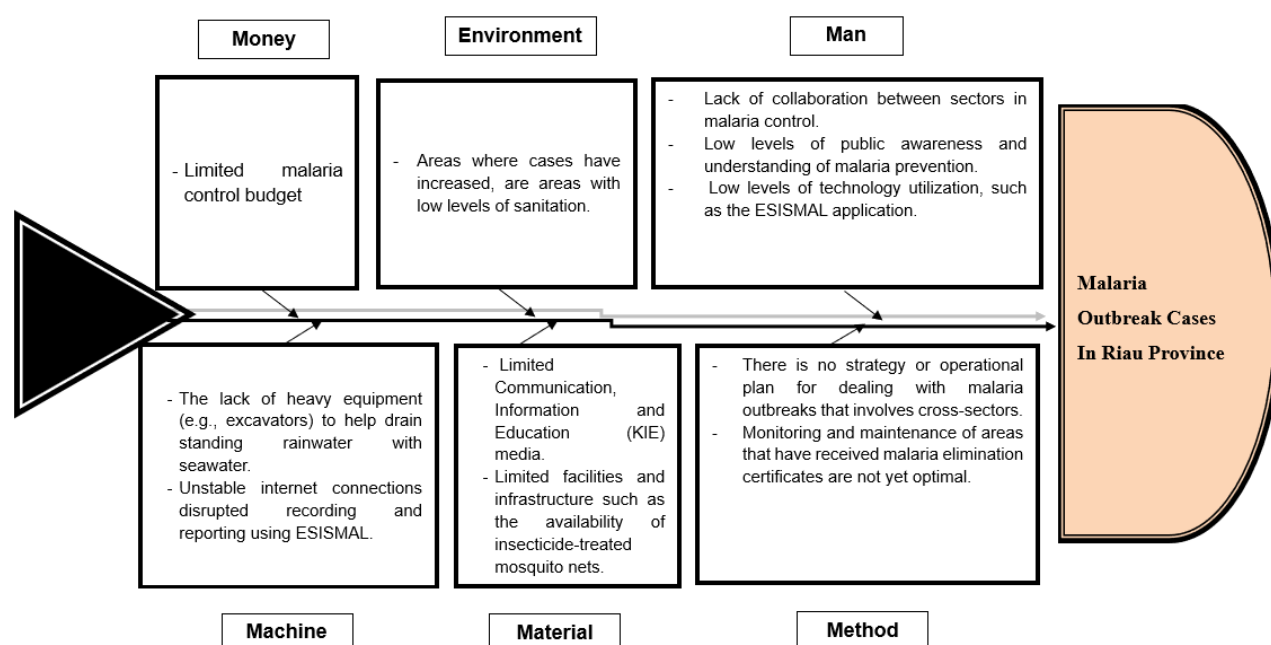 Money
Environment
Man
- Limited malaria
control budget
- Areas where cases have
increased, are areas with
low levels of sanitation.
- Lack of collaboration between sectors in
malaria control.
- Low levels of public awareness and
understanding of malaria prevention.
- Low levels of technology utilization, such
as the ESISMAL application.
Malaria
Outbreak Cases
In Riau Province
- The lack of heavy equipment
(e.g., excavators) to help drain
standing rainwater with
seawater.
- Unstable internet connections
disrupted recording and
reporting using ESISMAL.
- Limited
Communication,
Information and
Education (KIE)
media.
- Limited facilities and
infrastructure such as
the availability of
insecticide-treated
mosquito nets.
- There is no strategy or operational
plan for dealing with malaria
outbreaks that involves cross-sectors.
- Monitoring and maintenance of areas
that have received malaria elimination
certificates are not yet optimal.
Machine
Material
Method